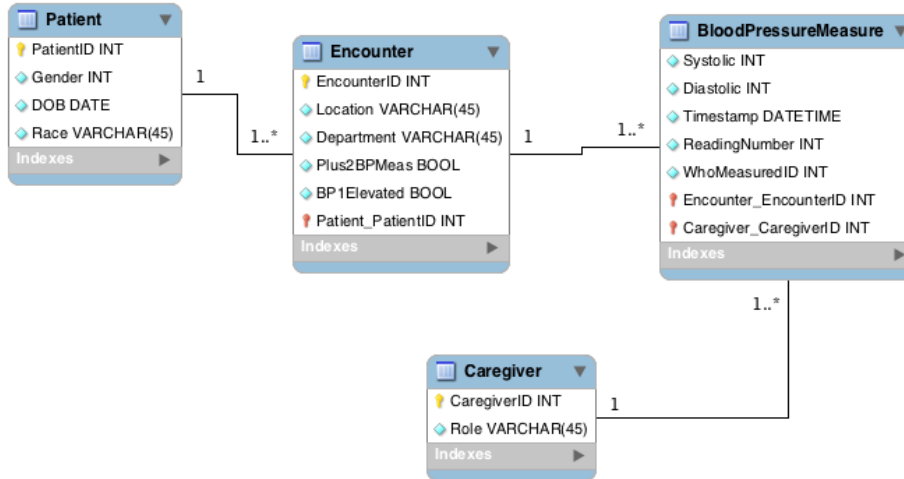 Patient
PatientID INT
Gender INT
DOB DATE
Race VARCHAR(45)
Indexes
1
1..*
Encounter
EncounterID INT
Location VARCHAR(45)
Department VARCHAR(45)
Plus2BPMeas BOOL
BP1Elevated BOOL
Patient_PatientID INT
Indexes
1
1..*
BloodPressureMeasure
Systolic INT
Diastolic INT
Timestamp DATETIME
ReadingNumber INT
WhoMeasuredID INT
Encounter_EncounterID INT
Caregiver_CaregiverID INT
Indexes
1..*
Caregiver
CaregiverID INT
Role VARCHAR(45)
Indexes
1